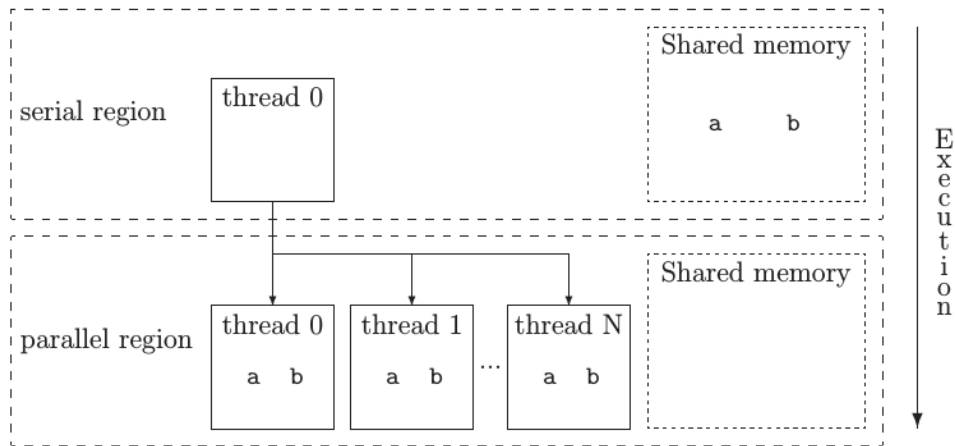 Shared memory
thread 0
serial region
a b
Execution
Shared memory
thread 0 thread 1 thread N
parallel region
a b a b ... a b